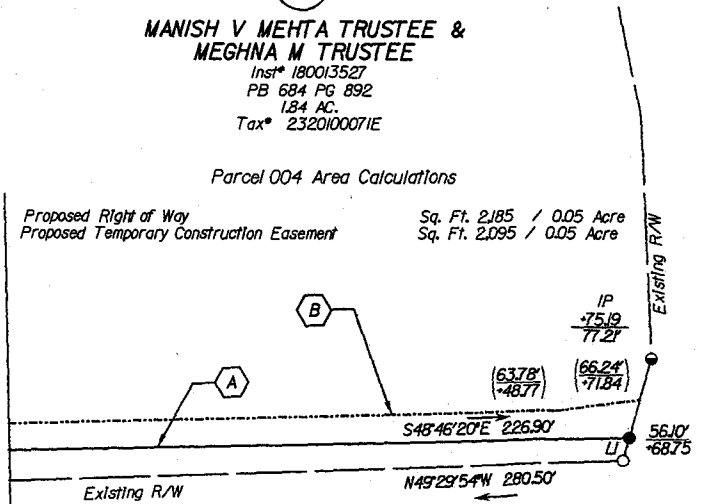 MANISH V MEHTA TRUSTEE &
MEGHNA M TRUSTEE
Inst# 180013527
PB 684 PG 892
1.84 AC.
Tax# 2320100071E
Parcel 004 Area Calculations
Proposed Right of Way Sq. Ft. 2,185 / 0.05 Acre
Proposed Temporary Construction Easement Sq. Ft. 2,095 / 0.05 Acre
Existing R/W
IP
+75.19
77.21'
B
(63.78'
+48.77)
(66.24'
+71.84)
A
S48°46'20"E 226.90'
56.10'
+68.75
L1
Existing R/W
N49°29'54"W 280.50'